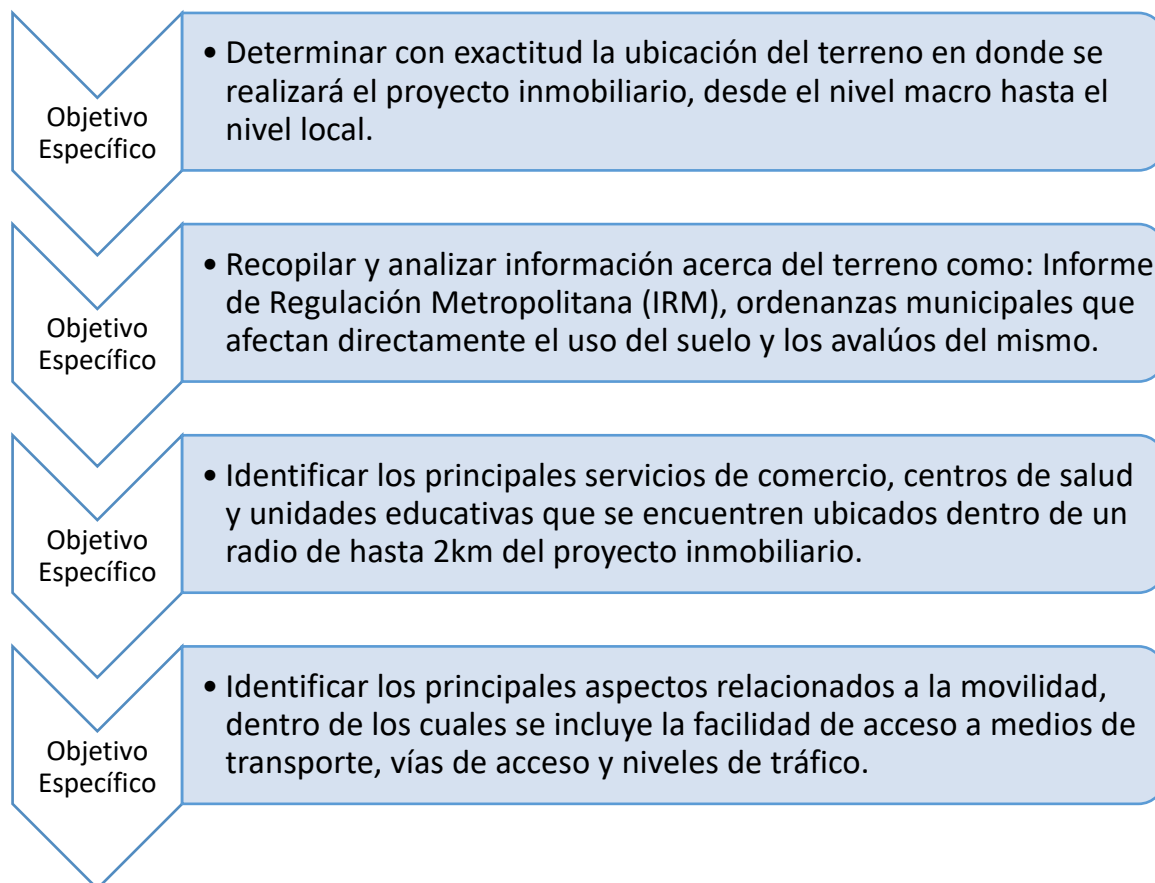 Objetivo
Específico
• Determinar con exactitud la ubicación del terreno en donde se
realizará el proyecto inmobiliario, desde el nivel macro hasta el
nivel local.
Objetivo
Específico
• Recopilar y analizar información acerca del terreno como: Informe
de Regulación Metropolitana (IRM), ordenanzas municipales que
afectan directamente el uso del suelo y los avalúos del mismo.
Objetivo
Específico
• Identificar los principales servicios de comercio, centros de salud
y unidades educativas que se encuentren ubicados dentro de un
radio de hasta 2km del proyecto inmobiliario.
Objetivo
Específico
• Identificar los principales aspectos relacionados a la movilidad,
dentro de los cuales se incluye la facilidad de acceso a medios de
transporte, vías de acceso y niveles de tráfico.